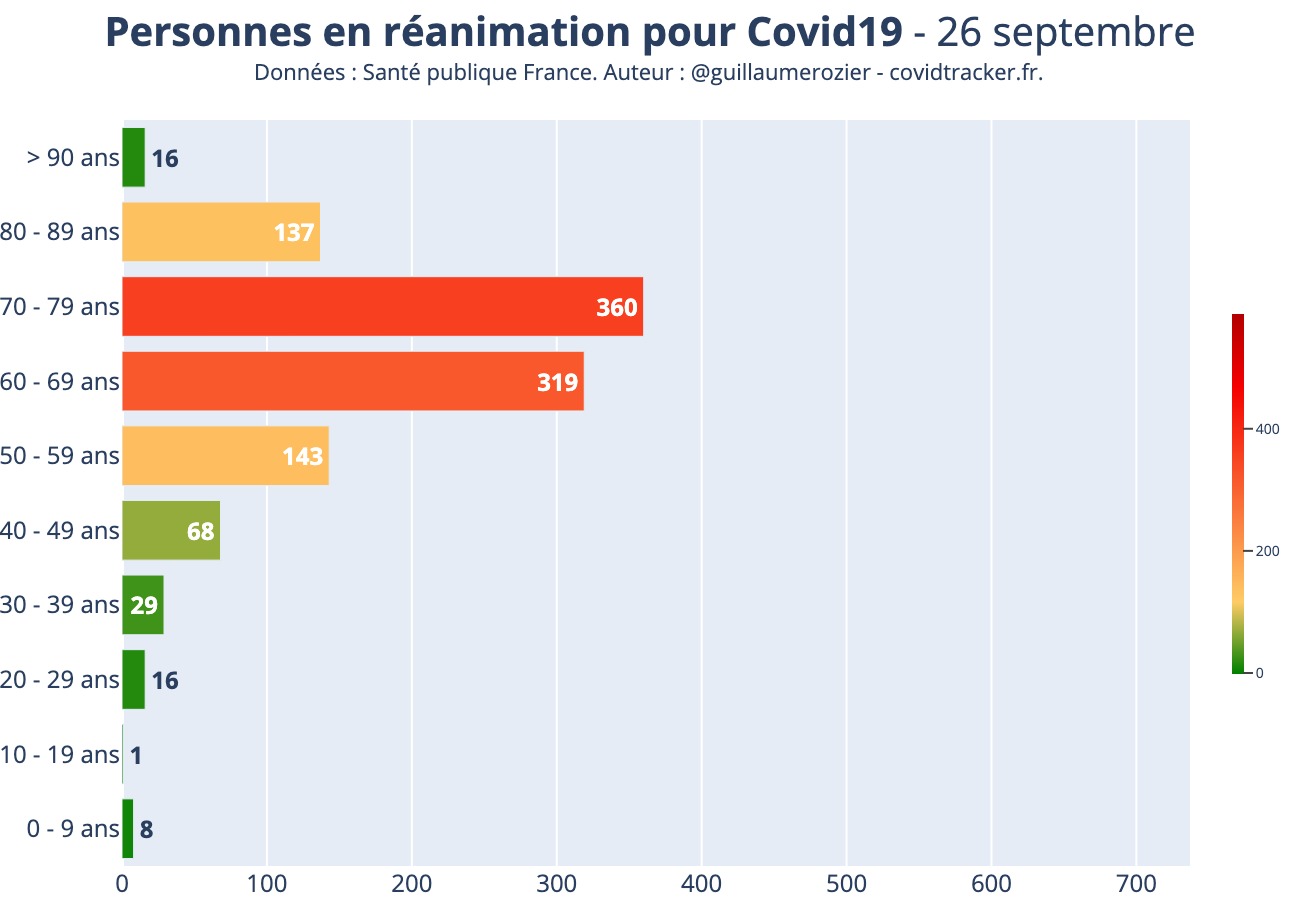 Personnes en réanimation pour Covid19 - 26 septembre
Données : Santé publique France. Auteur : @guillaumerozier - covidtracker.fr.
> 90 ans 16
80 - 89 ans 137
70 - 79 ans 360
60 - 69 ans 319
50 - 59 ans 143
40 - 49 ans 68
30 - 39 ans 29
20 - 29 ans 16
10 - 19 ans 1
0 - 9 ans 8
0 100 200 300 400 500 600 700
400
200
0